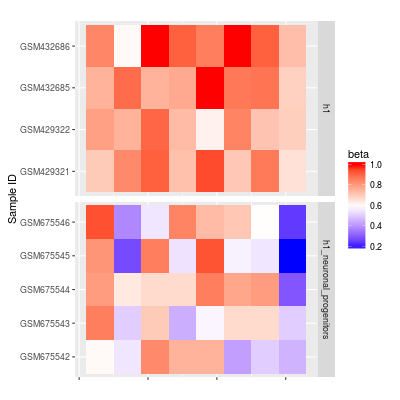 GSM432686
GSM432685
GSM429322
GSM429321
GSM675546
GSM675545
GSM675544
GSM675543
GSM675542
Sample ID
h1
h1_neuronal_progenitors
beta
1.0
0.8
0.6
0.4
0.2